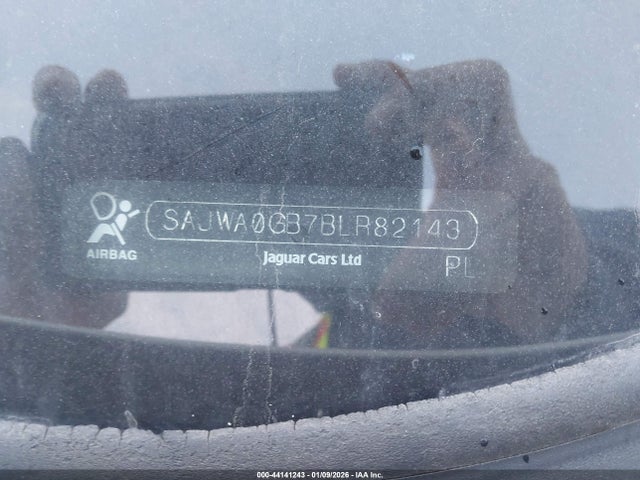 SAJWA0GB7BLR82143
AIRBAG
Jaguar Cars Ltd
PL
000-44141243 - 01/09/2026 - IAA Inc.